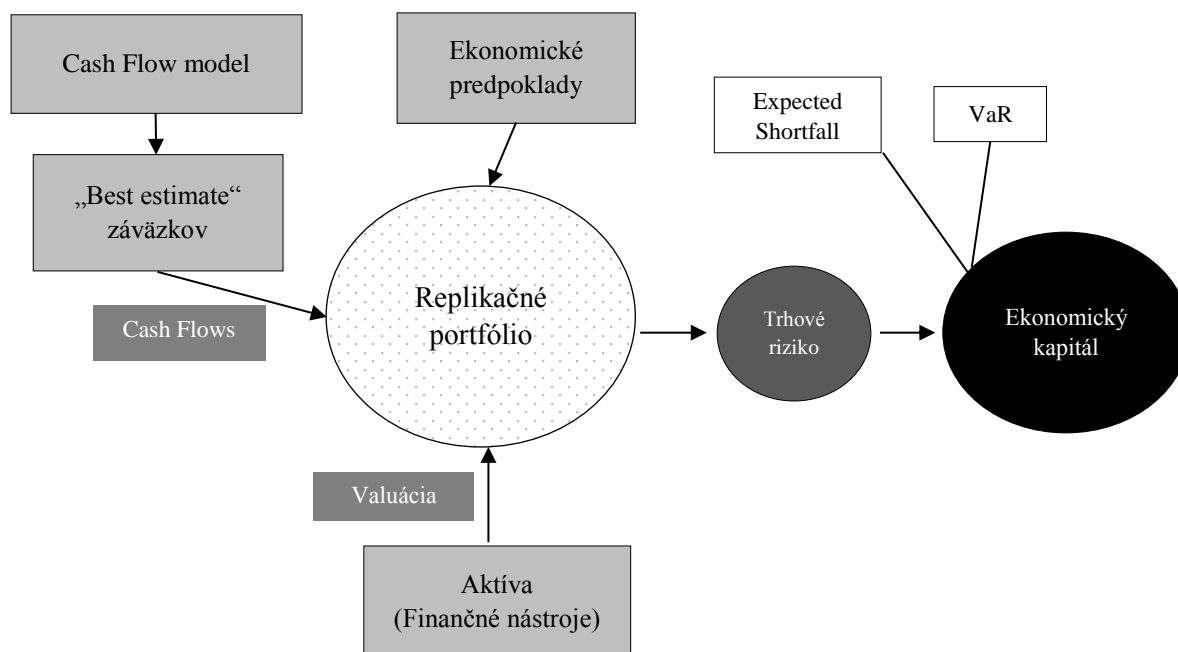 Cash Flow model
Ekonomické
predpoklady
Expected
Shortfall
VaR
„Best estimate“
záväzkov
Cash Flows
Replikačné
portfólio
Trhové
riziko
Ekonomický
kapitál
Valuácia
Aktíva
(Finančné nástroje)